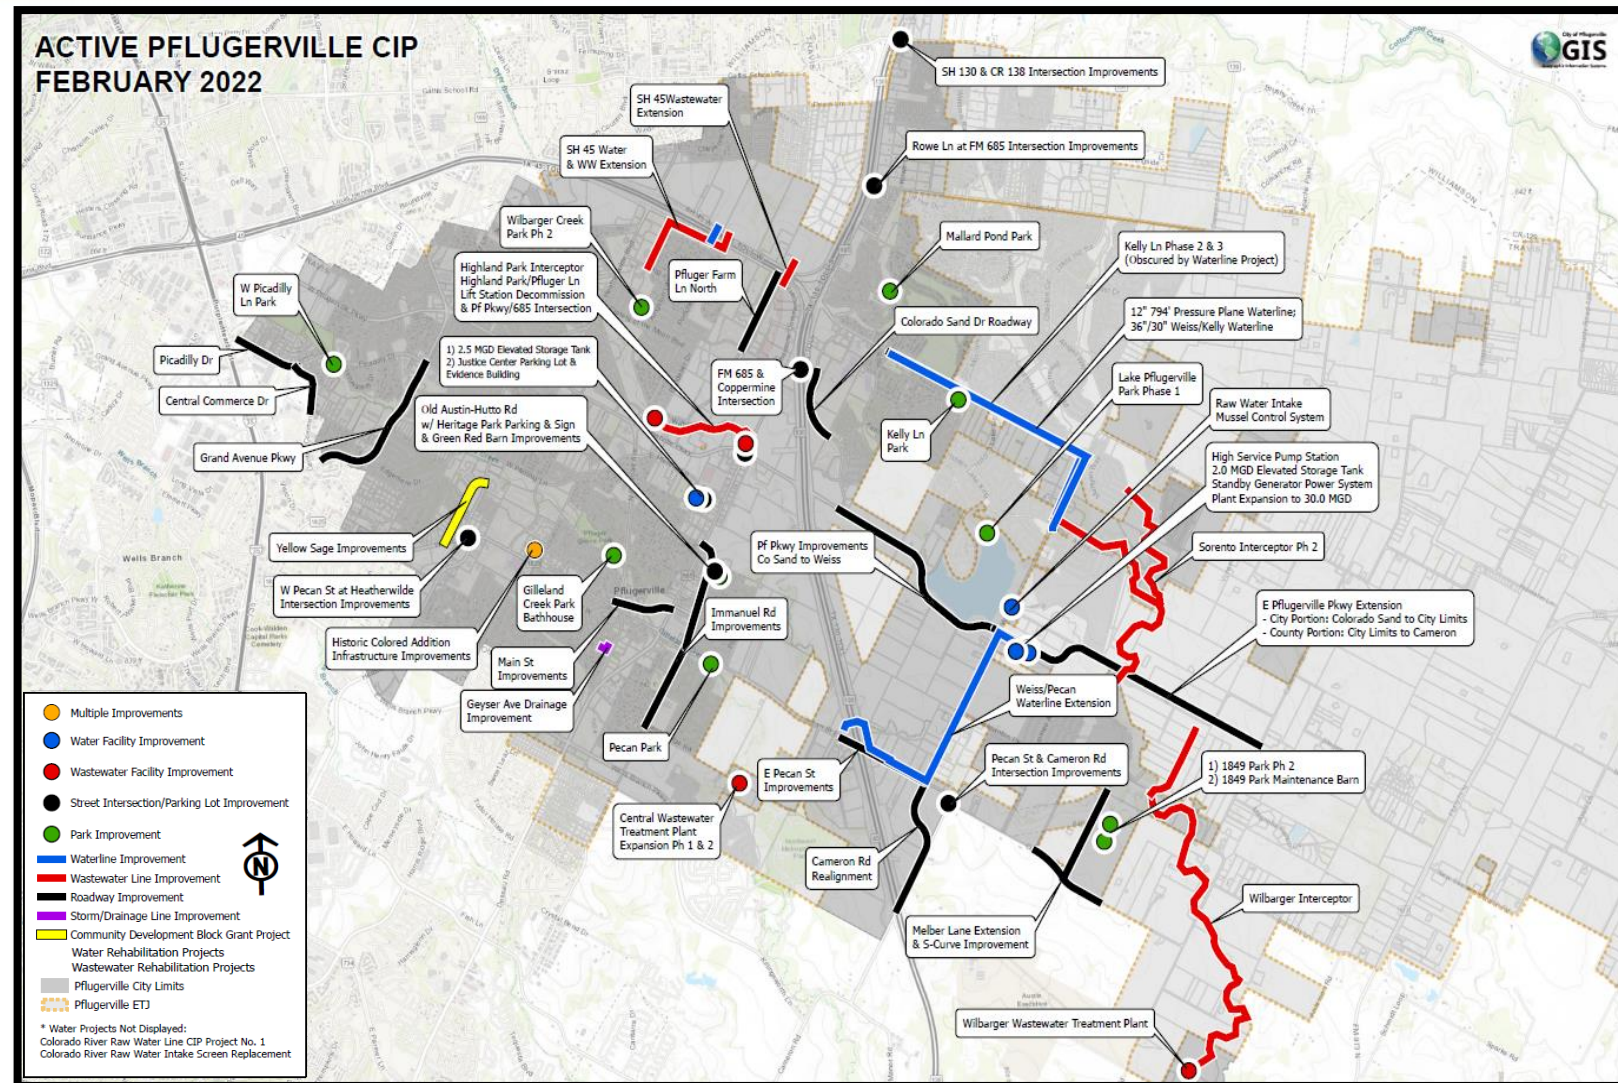 ACTIVE PFLUGERVILLE CIP
FEBRUARY 2022
City of Pflugerville
GIS
SH 130 & CR 138 Intersection Improvements
SH 45Wastewater
Extension
SH 45 Water
& WW Extension
Rowe Ln at FM 685 Intersection Improvements
Wilbarger Creek
Park Ph 2
Mallard Pond Park
Kelly Ln Phase 2 & 3
(Obscured by Waterline Project)
Highland Park Interceptor
Highland Park/Pfluger Ln
Lift Station Decommission
& Pf Pkwy/685 Intersection
Pfluger Farm
Ln North
W Picadilly
Ln Park
Colorado Sand Dr Roadway
12" 794' Pressure Plane Waterline;
36"/30" Weiss/Kelly Waterline
Picadilly Dr
1) 2.5 MGD Elevated Storage Tank
2) Justice Center Parking Lot &
Evidence Building
FM 685 &
Coppermine
Intersection
Lake Pflugerville
Park Phase 1
Central Commerce Dr
Raw Water Intake
Mussel Control System
Old Austin-Hutto Rd
w/ Heritage Park Parking & Sign
& Green Red Barn Improvements
Kelly Ln
Park
Grand Avenue Pkwy
High Service Pump Station
2.0 MGD Elevated Storage Tank
Standby Generator Power System
Plant Expansion to 30.0 MGD
Yellow Sage Improvements
Pf Pkwy Improvements
Co Sand to Weiss
Sorento Interceptor Ph 2
Wells Branch
W Pecan St at Heatherwilde
Intersection Improvements
Gilleland
Creek Park
Bathhouse
Pflugerville
Immanuel Rd
Improvements
E Pflugerville Pkwy Extension
- City Portion: Colorado Sand to City Limits
- County Portion: City Limits to Cameron
Historic Colored Addition
Infrastructure Improvements
Main St
Improvements
Geyser Ave Drainage
Improvement
Weiss/Pecan
Waterline Extension
Pecan Park
E Pecan St
Improvements
Pecan St & Cameron Rd
Intersection Improvements
1) 1849 Park Ph 2
2) 1849 Park Maintenance Barn
Central Wastewater
Treatment Plant
Expansion Ph 1 & 2
Cameron Rd
Realignment
Wilbarger Interceptor
Melber Lane Extension
& S-Curve Improvement
Wilbarger Wastewater Treatment Plant
Multiple Improvements
Water Facility Improvement
Wastewater Facility Improvement
Street Intersection/Parking Lot Improvement
Park Improvement
N
Waterline Improvement
Wastewater Line Improvement
Roadway Improvement
Storm/Drainage Line Improvement
Community Development Block Grant Project
Water Rehabilitation Projects
Wastewater Rehabilitation Projects
Pflugerville City Limits
Pflugerville ETJ
* Water Projects Not Displayed:
Colorado River Raw Water Line CIP Project No. 1
Colorado River Raw Water Intake Screen Replacement